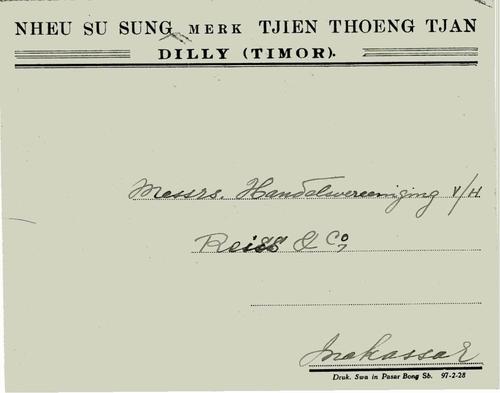 NHEU SU SUNG MERK TJIEN THOENG TJAN
DILLY (TIMOR).
Messrs. Handelsvereeniging v/H
Reiss & Co
Makassar
Druk. Swa in Pasar Bong Sb. 97-2-28